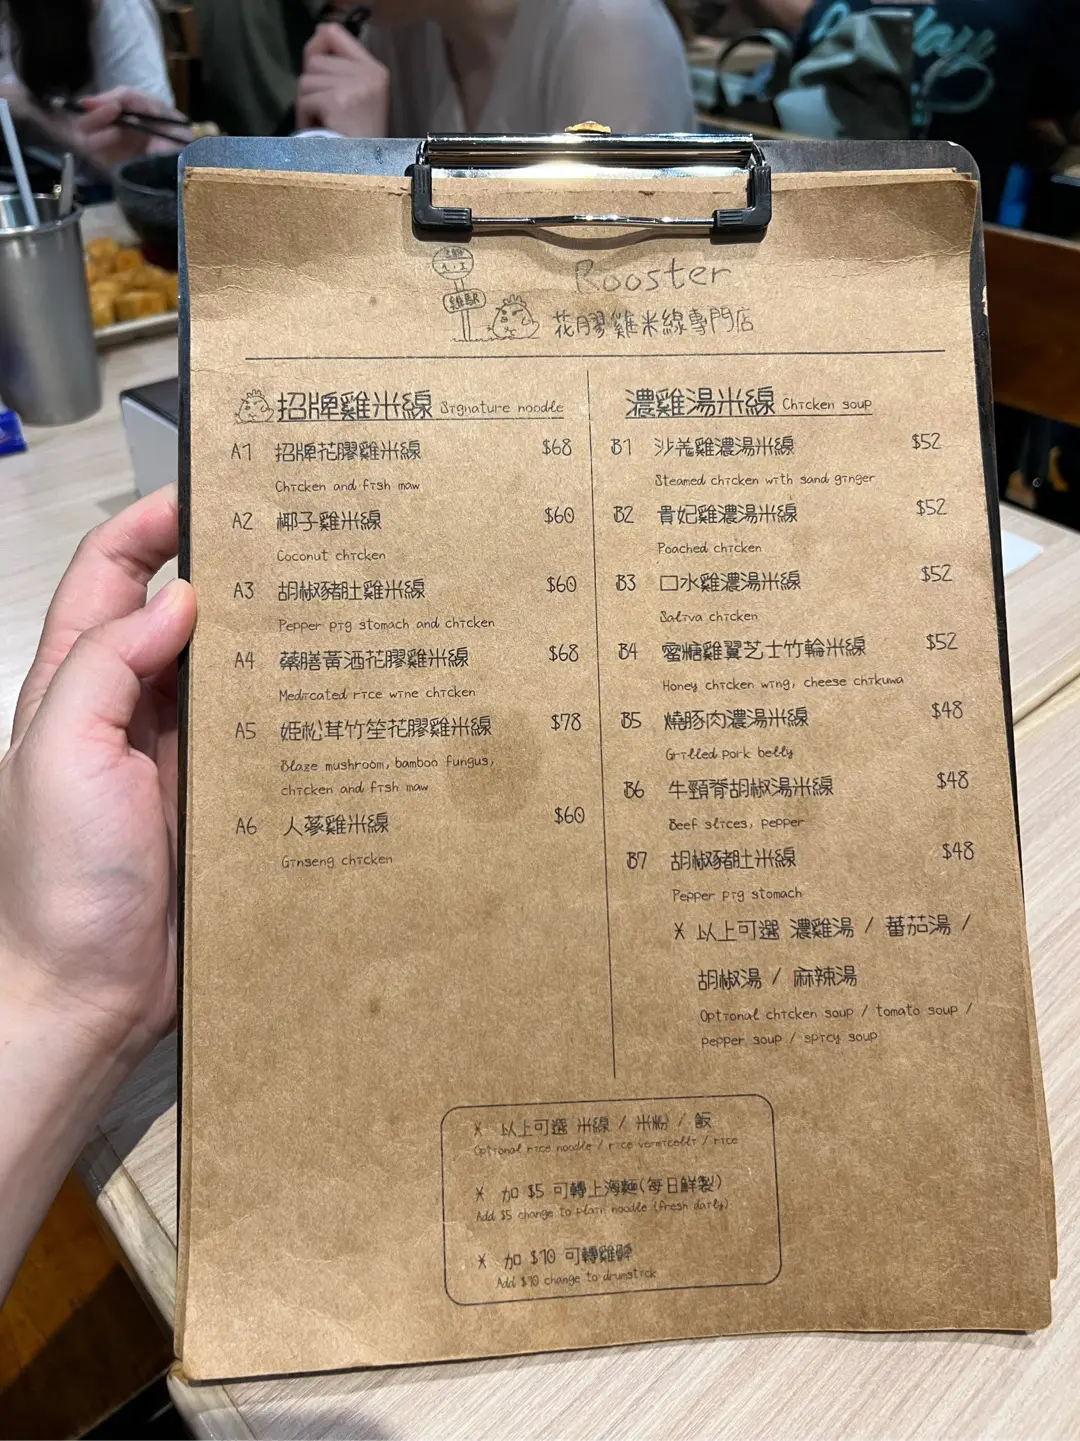 雞駅
Rooster
花膠雞米線專門店
招牌雞米線 Signature noodle
A1 招牌花膠雞米線 $68
Chicken and fish maw
A2 椰子雞米線 $60
Coconut chicken
A3 胡椒豬肚雞米線 $60
Pepper pig stomach and chicken
A4 藥膳黃酒花膠雞米線 $68
Medicated rice wine chicken
A5 姬松茸竹笙花膠雞米線 $78
Blaze mushroom, bamboo fungus,
chicken and fish maw
A6 人蔘雞米線 $60
Ginseng chicken
濃雞湯米線 Chicken soup
B1 沙羗雞濃湯米線 $52
Steamed chicken with sand ginger
B2 貴妃雞濃湯米線 $52
Poached chicken
B3 口水雞濃湯米線 $52
Saliva chicken
B4 蜜糖雞翼芝士竹輪米線 $52
Honey chicken wing, cheese chikuwa
B5 燒豚肉濃湯米線 $48
Grilled pork belly
B6 牛頸脊胡椒湯米線 $48
Beef slices, pepper
B7 胡椒豬肚米線 $48
Pepper pig stomach
* 以上可選 濃雞湯 / 蕃茄湯 /
胡椒湯 / 麻辣湯
Optional chicken soup / tomato soup /
pepper soup / spicy soup
* 以上可選 米線 / 米粉 / 飯
Optional rice noodle / rice vermicelli / rice
* 加 $5 可轉上海麵(每日鮮製)
Add $5 change to plain noodle (fresh daily)
* 加 $10 可轉雞髀
Add $10 change to drumstick